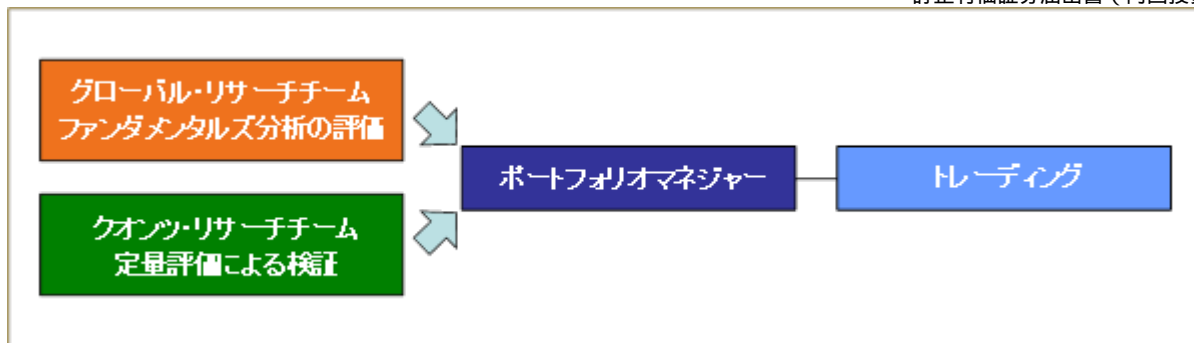 グローバル・リサーチチーム
ファンダメンタルズ分析の評価
クオンツ・リサーチチーム
定量評価による検証
ポートフォリオマネジャー
トレーディング